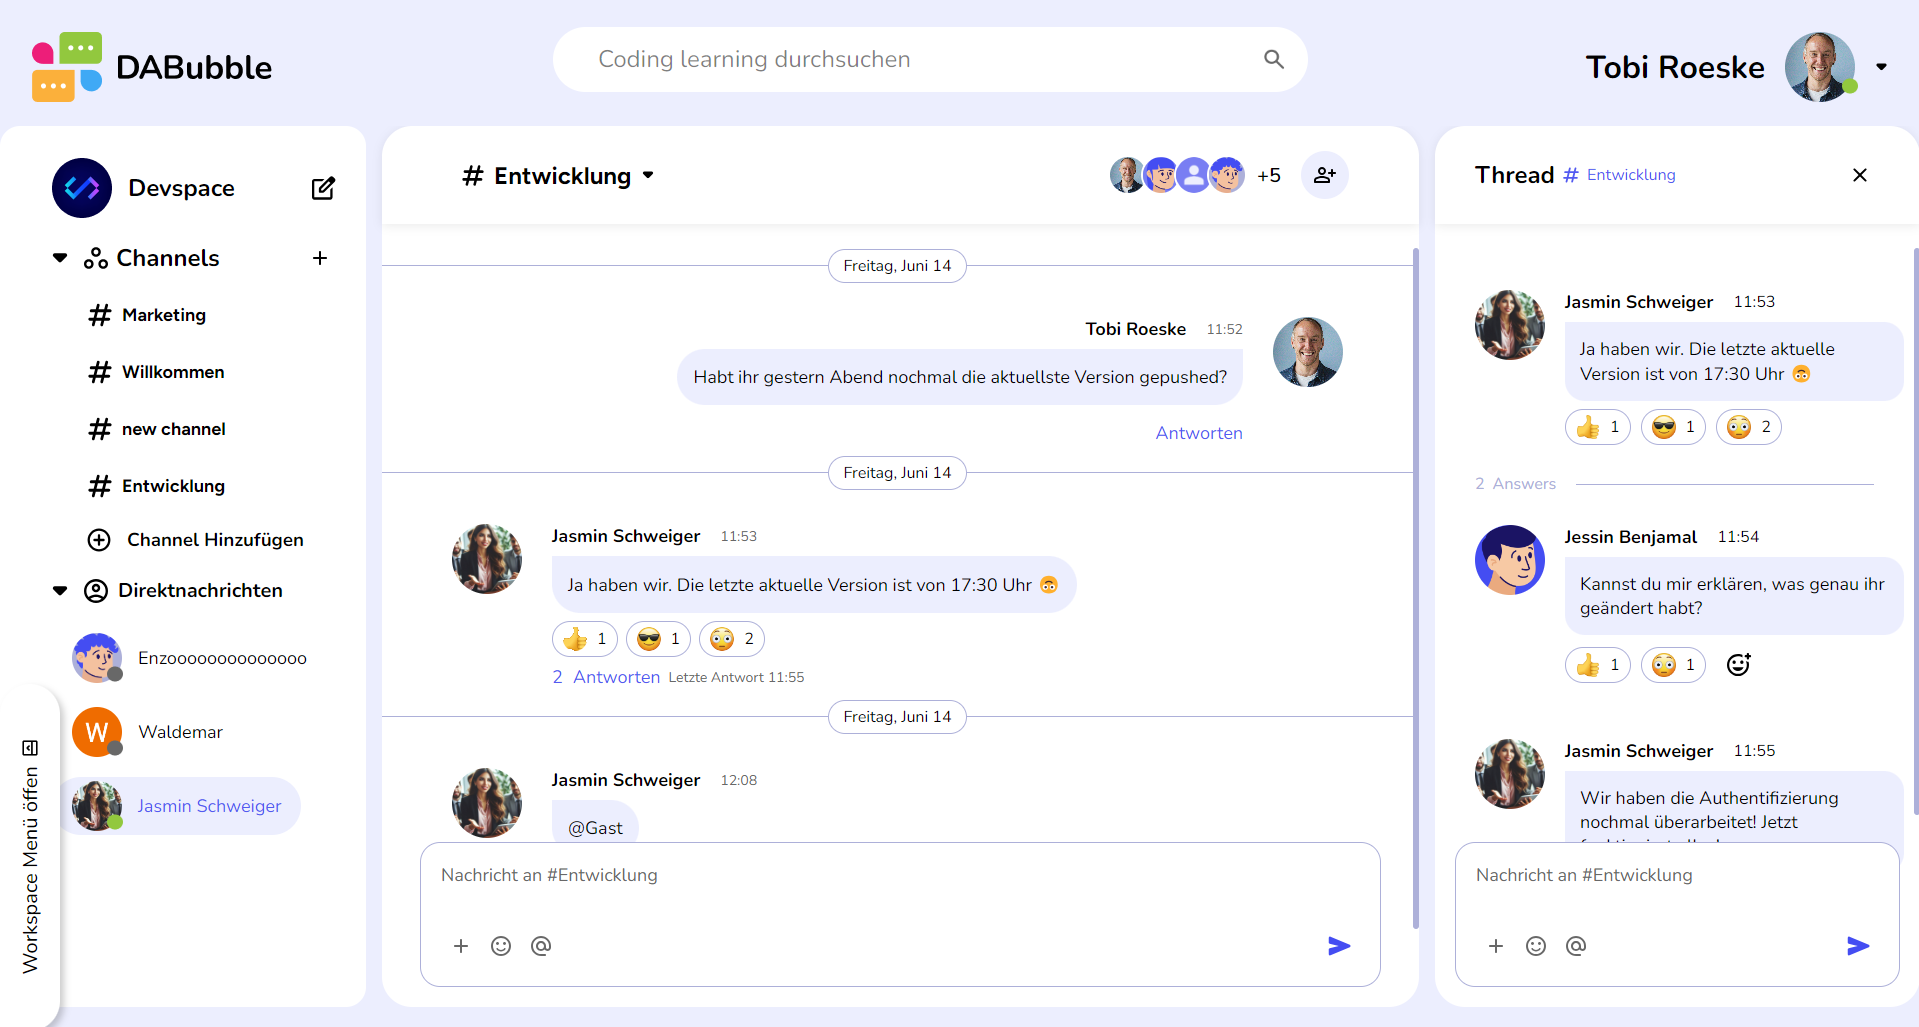 DABubble
Coding learning durchsuchen
Tobi Roeske
Devspace
Channels
# Marketing
# Willkommen
# new channel
# Entwicklung
Channel Hinzufügen
Direktnachrichten
Enzoooooooooooooo
W
Waldemar
Jasmin Schweiger
Workspace Menü öffen
# Entwicklung
+5
Freitag, Juni 14
Tobi Roeske 11:52
Habt ihr gestern Abend nochmal die aktuellste Version gepushed?
Antworten
Freitag, Juni 14
Jasmin Schweiger 11:53
Ja haben wir. Die letzte aktuelle Version ist von 17:30 Uhr 🙃
👍 1 😎 1 😳 2
2 Antworten Letzte Antwort 11:55
Freitag, Juni 14
Jasmin Schweiger 12:08
@Gast
Nachricht an #Entwicklung
Thread # Entwicklung
Jasmin Schweiger 11:53
Ja haben wir. Die letzte aktuelle
Version ist von 17:30 Uhr 🙃
👍 1 😎 1 😳 2
2 Answers
Jessin Benjamal 11:54
Kannst du mir erklären, was genau ihr
geändert habt?
👍 1 😳 1
Jasmin Schweiger 11:55
Wir haben die Authentifizierung
nochmal überarbeitet! Jetzt
Nachricht an #Entwicklung